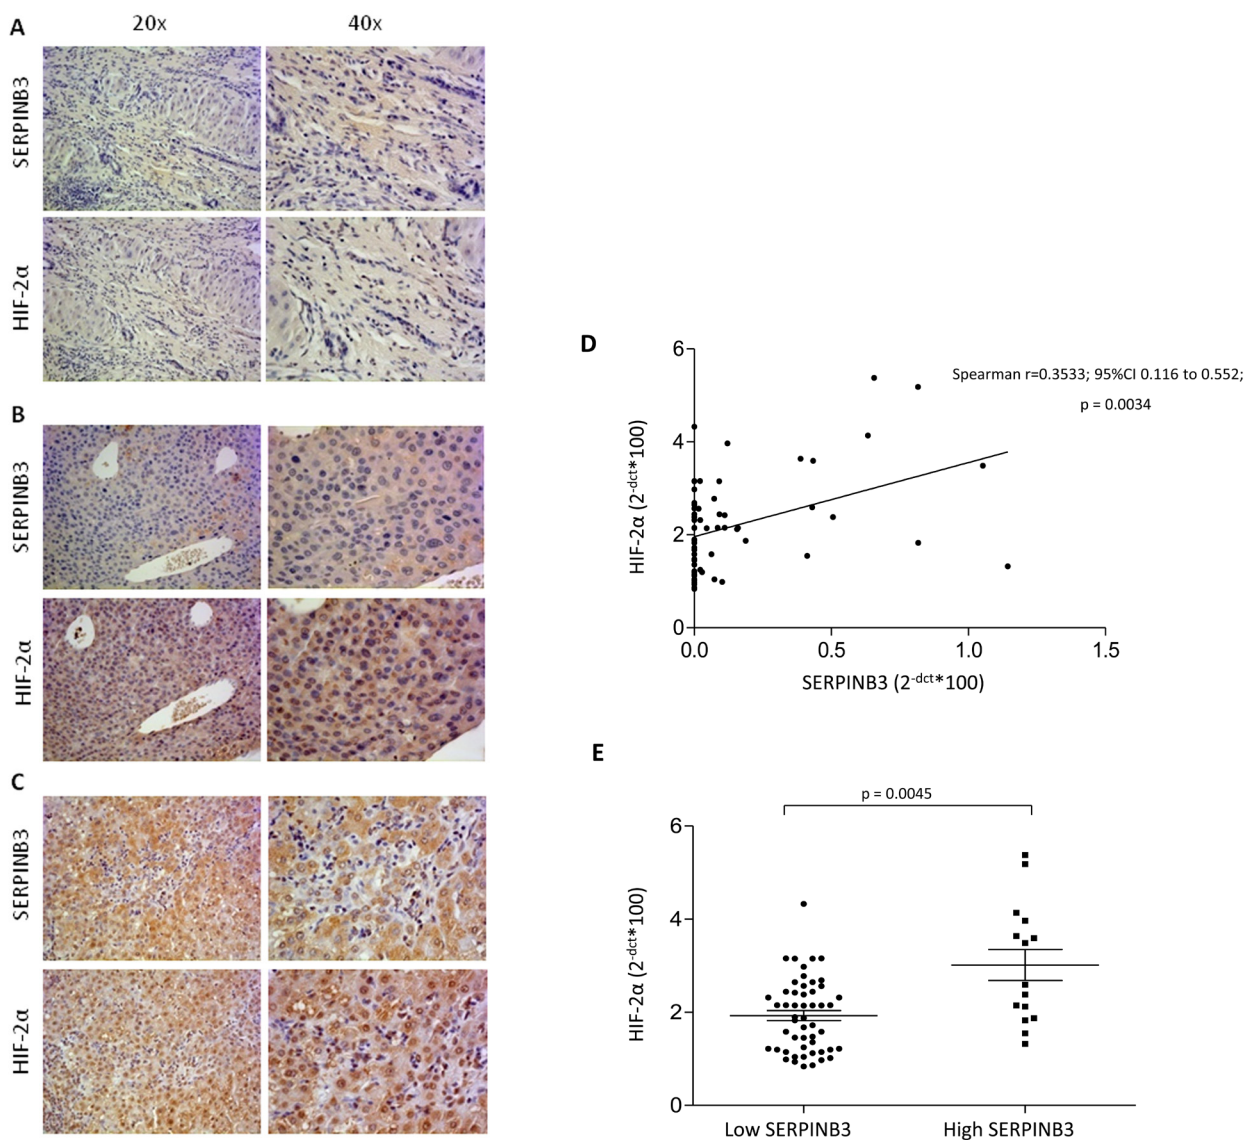 A
20x
40x
SERPINB3
HIF-2α
B
SERPINB3
HIF-2α
C
SERPINB3
HIF-2α
D
6
4
2
0
HIF-2α (2^-dct*100)
Spearman r=0.3533; 95%CI 0.116 to 0.552;
p = 0.0034
0.0
0.5
1.0
1.5
SERPINB3 (2^-dct*100)
E
p = 0.0045
6
4
2
0
HIF-2α (2^-dct*100)
Low SERPINB3
High SERPINB3